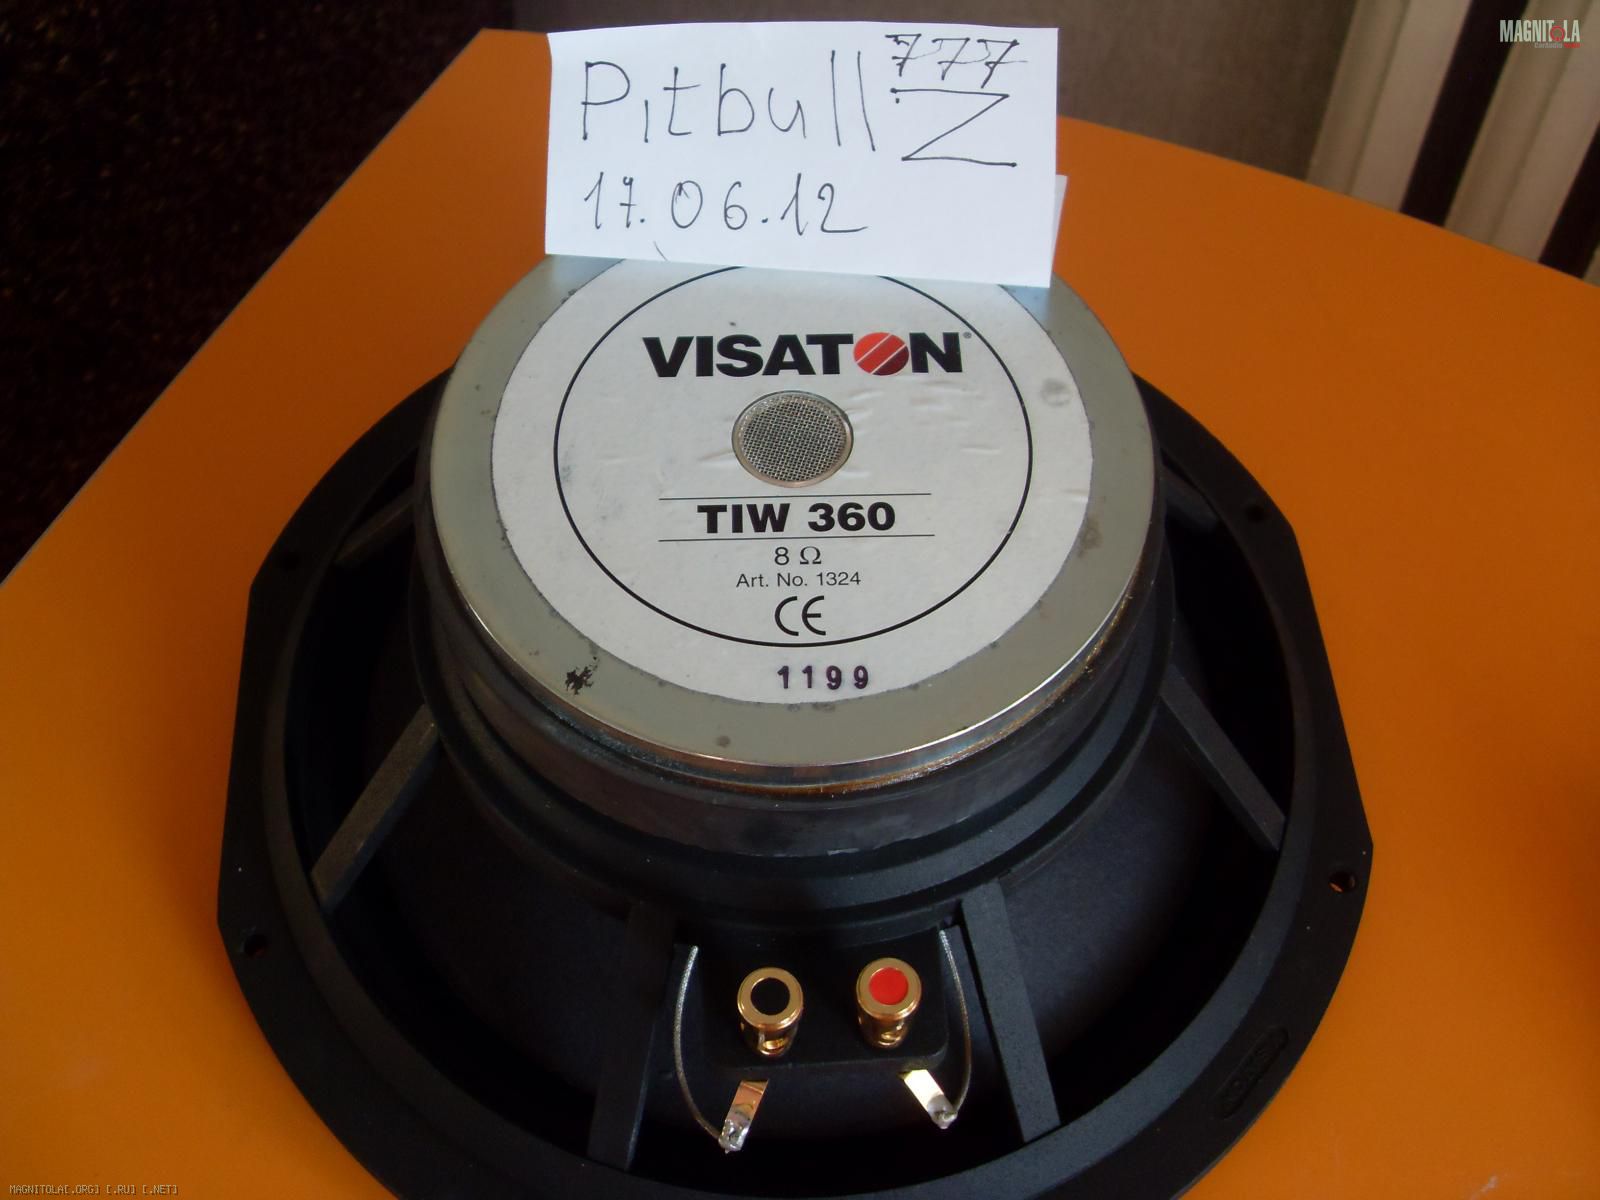 MAGNITOLA
Pitbull 777
Z
17.06.12
VISATON®
TIW 360
8 Ω
Art. No. 1324
CE
1199
MAGNITOLA[.ORG] [.RU] [.NET]